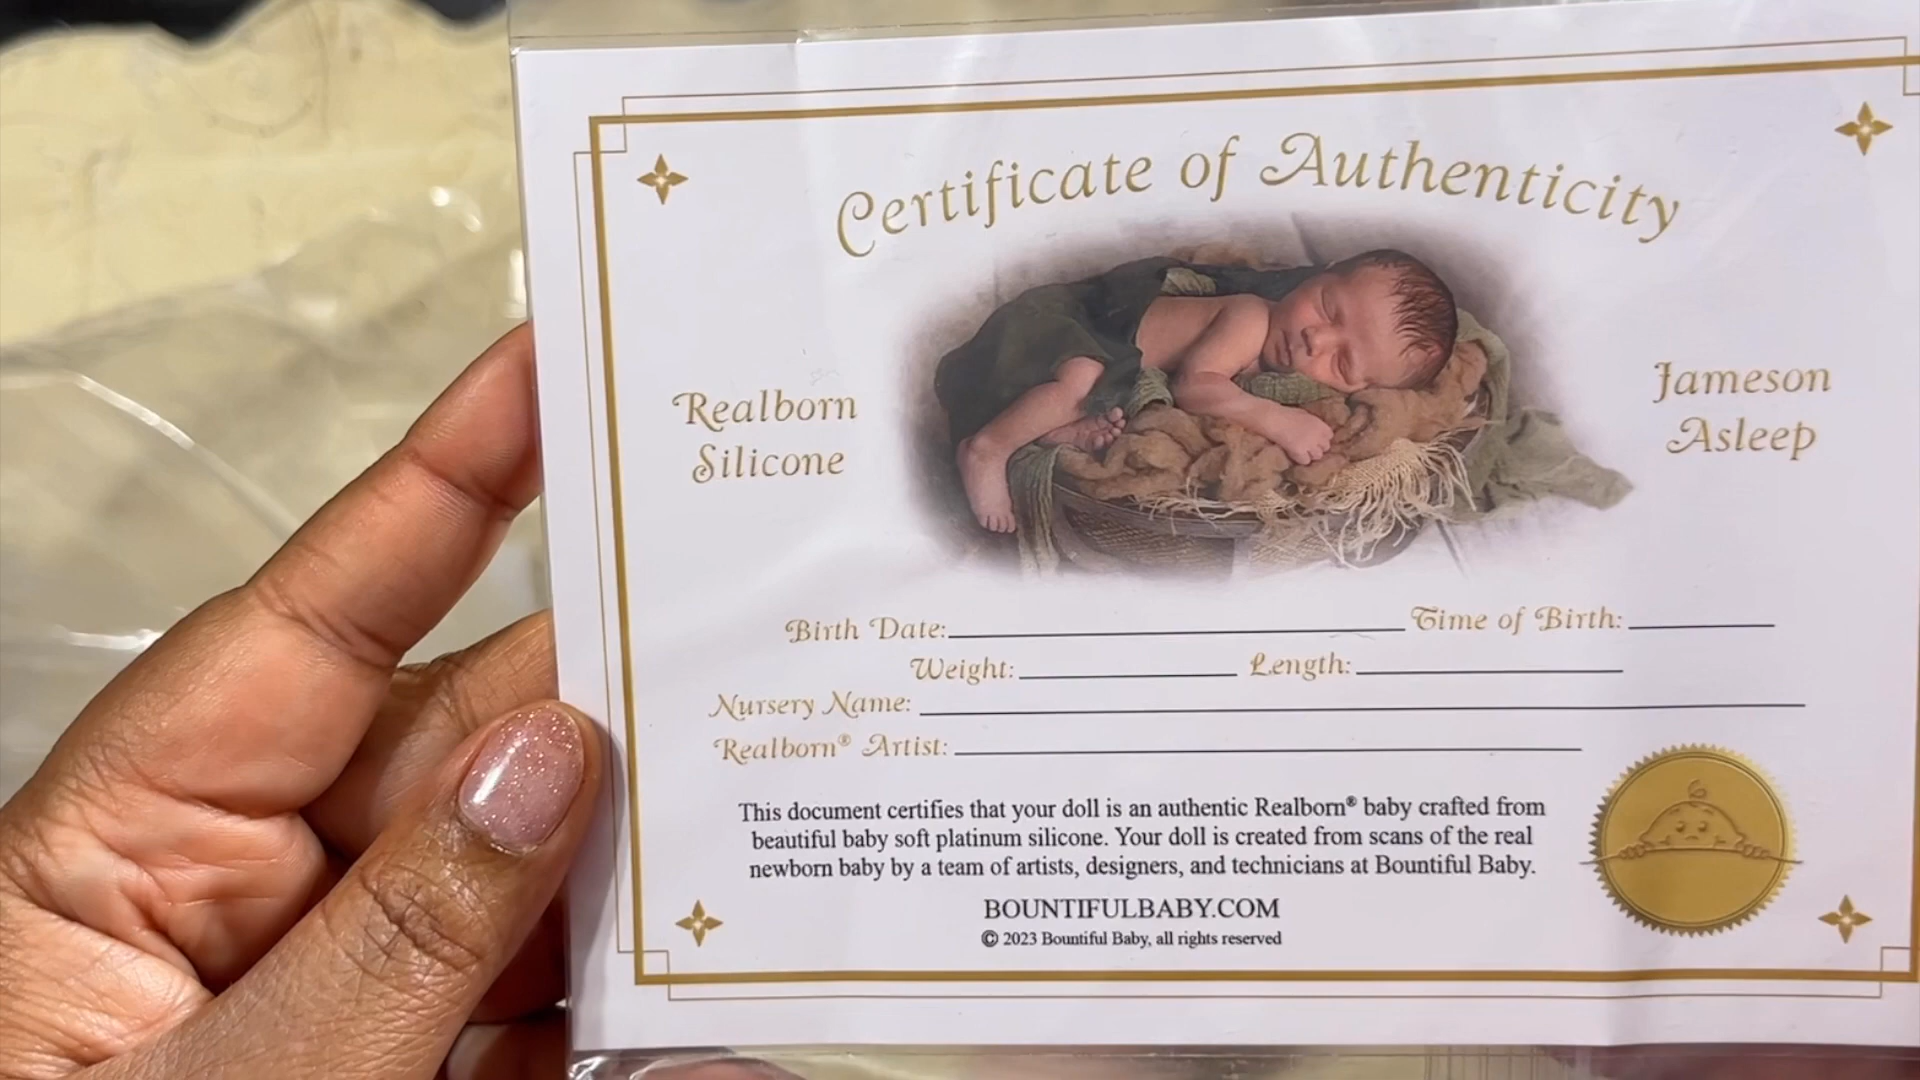 Certificate of Authenticity
Realborn
Silicone
Jameson
Asleep
Birth Date: Time of Birth:
Weight: Length:
Nursery Name:
Realborn® Artist:
This document certifies that your doll is an authentic Realborn® baby crafted from
beautiful baby soft platinum silicone. Your doll is created from scans of the real
newborn baby by a team of artists, designers, and technicians at Bountiful Baby.
BOUNTIFULBABY.COM
© 2023 Bountiful Baby, all rights reserved